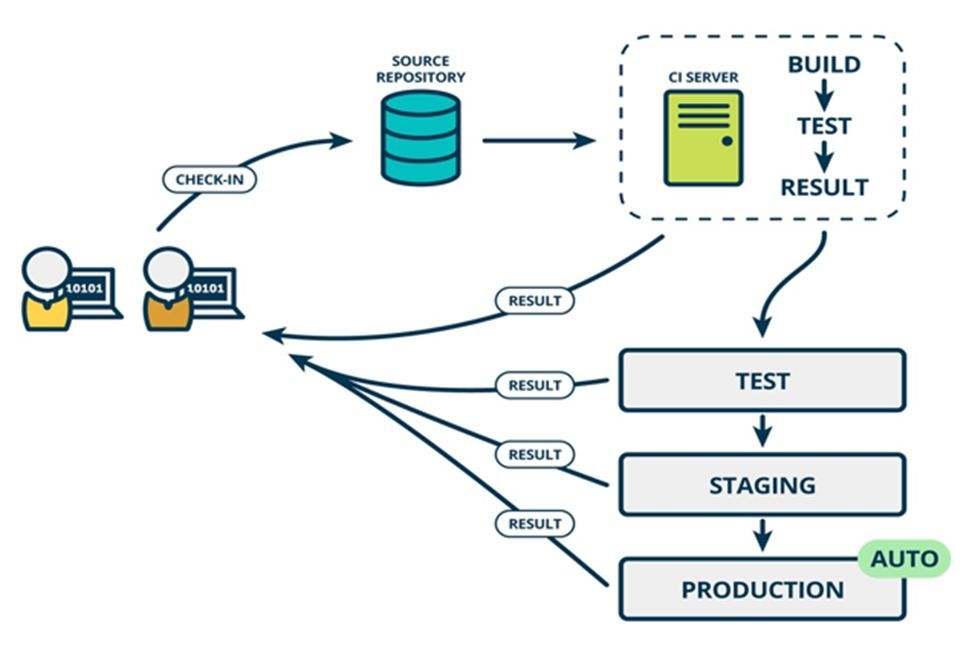 SOURCE
REPOSITORY
CI SERVER
BUILD
TEST
RESULT
CHECK-IN
10101
10101
RESULT
RESULT
TEST
RESULT
STAGING
RESULT
AUTO
PRODUCTION